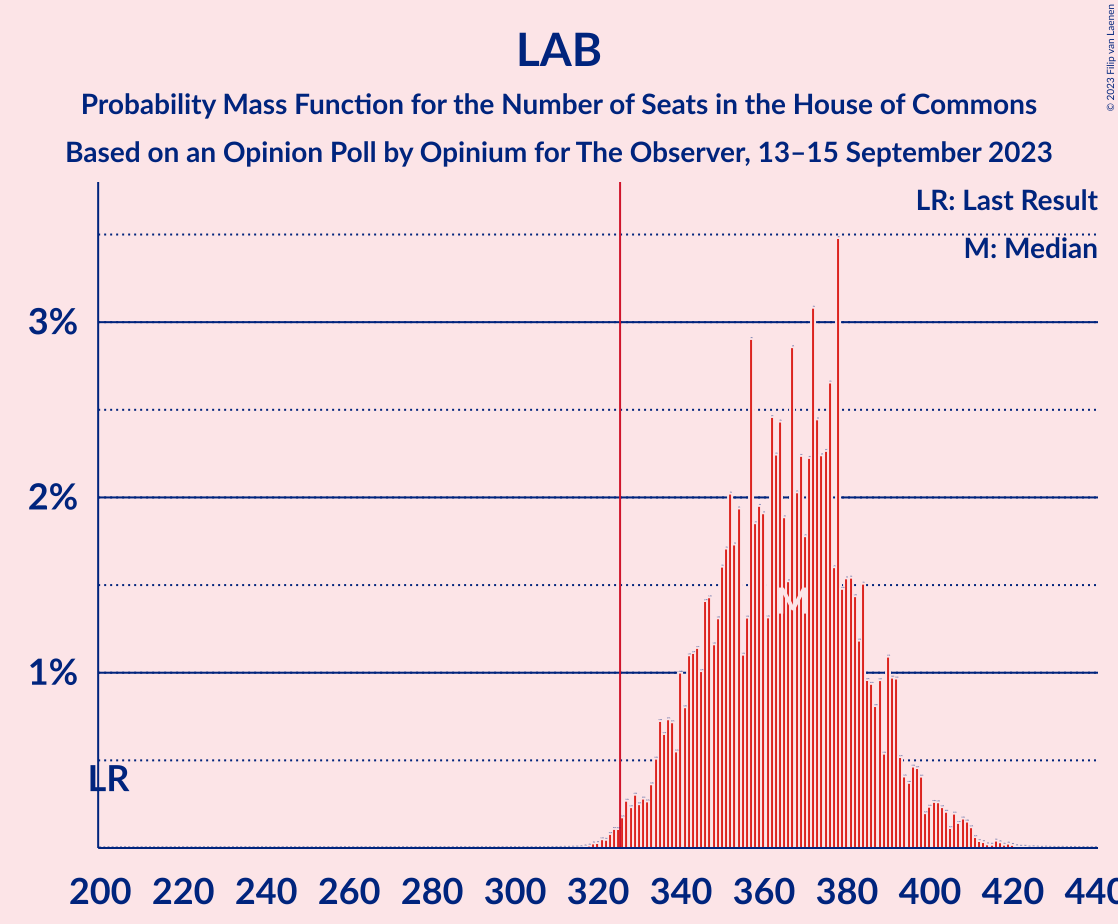 LAB
Probability Mass Function for the Number of Seats in the House of Commons
Based on an Opinion Poll by Opinium for The Observer, 13–15 September 2023
© 2023 Filip van Laenen
LR: Last Result
M: Median
3%
2%
1%
M
LR
200 220 240 260 280 300 320 340 360 380 400 420 440